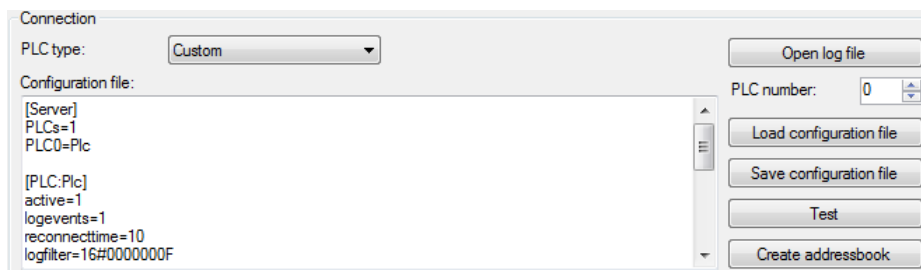 Connection
PLC type:
Custom
Open log file
Configuration file:
PLC number:
0
[Server]
PLCs=1
PLC0=Plc
[PLC:Plc]
active=1
logevents=1
reconnecttime=10
logfilter=16#0000000F
Load configuration file
Save configuration file
Test
Create addressbook